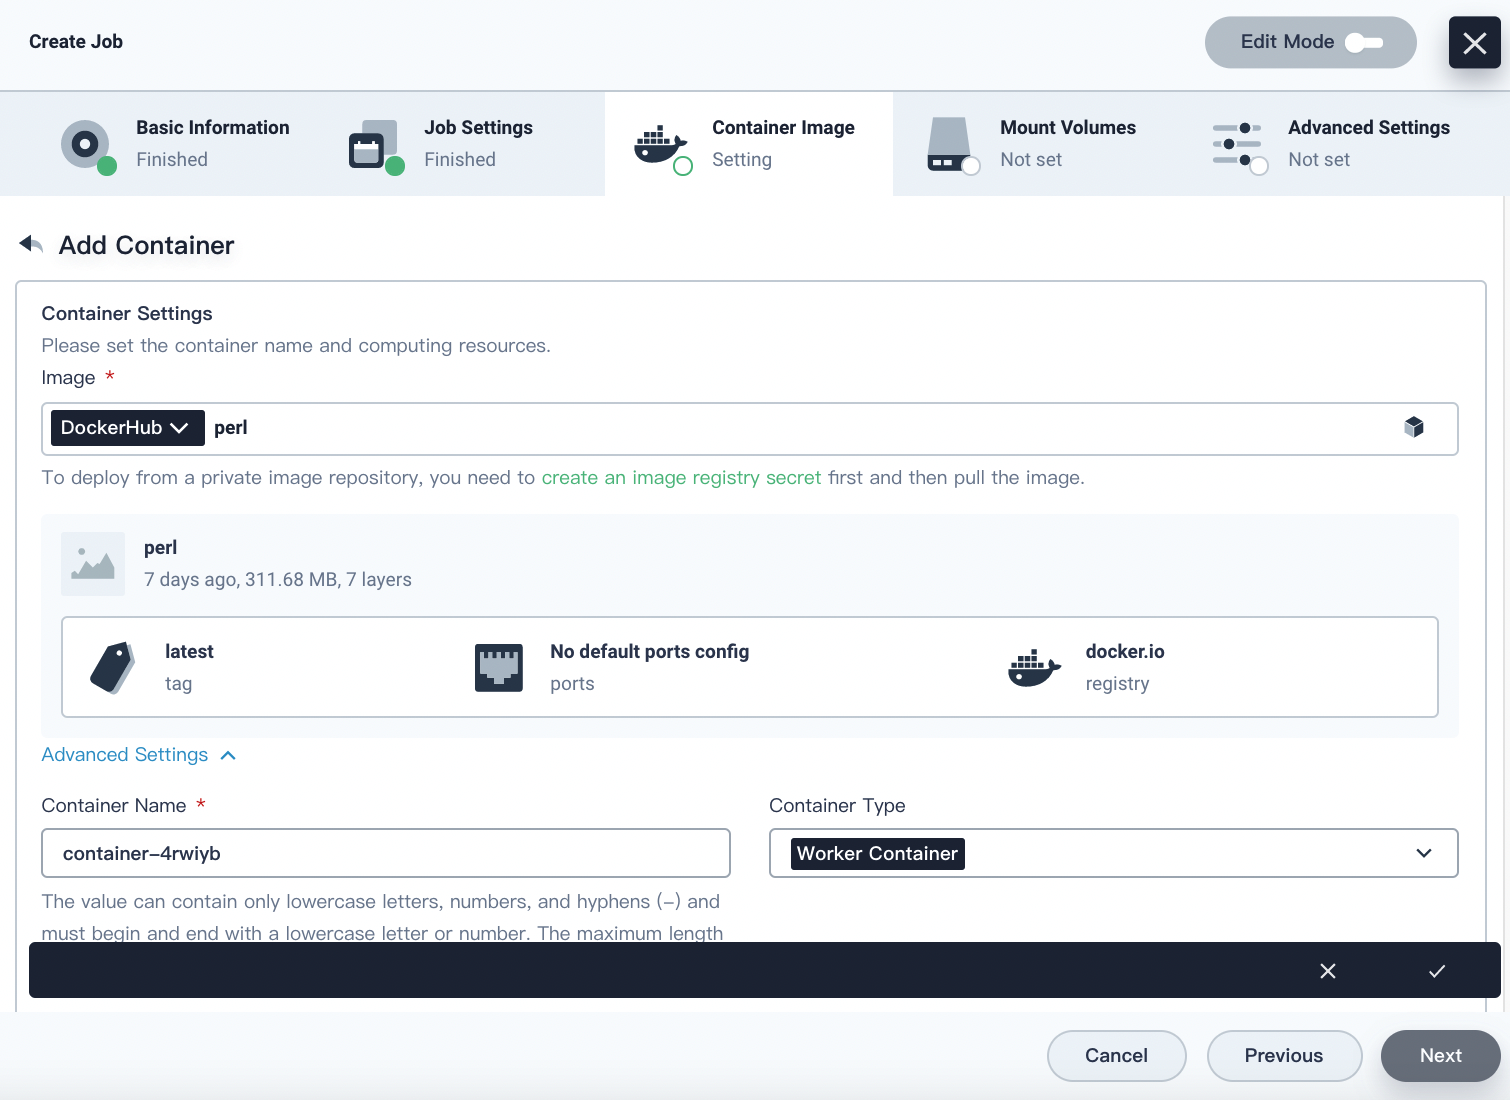 Create Job
Edit Mode
Basic Information
Finished
Job Settings
Finished
Container Image
Setting
Mount Volumes
Not set
Advanced Settings
Not set
Add Container
Container Settings
Please set the container name and computing resources.
Image *
DockerHub perl
To deploy from a private image repository, you need to create an image registry secret first and then pull the image.
perl
7 days ago, 311.68 MB, 7 layers
latest
tag
No default ports config
ports
docker.io
registry
Advanced Settings
Container Name *
container-4rwiyb
The value can contain only lowercase letters, numbers, and hyphens (-) and
must begin and end with a lowercase letter or number. The maximum length
Container Type
Worker Container
Cancel
Previous
Next